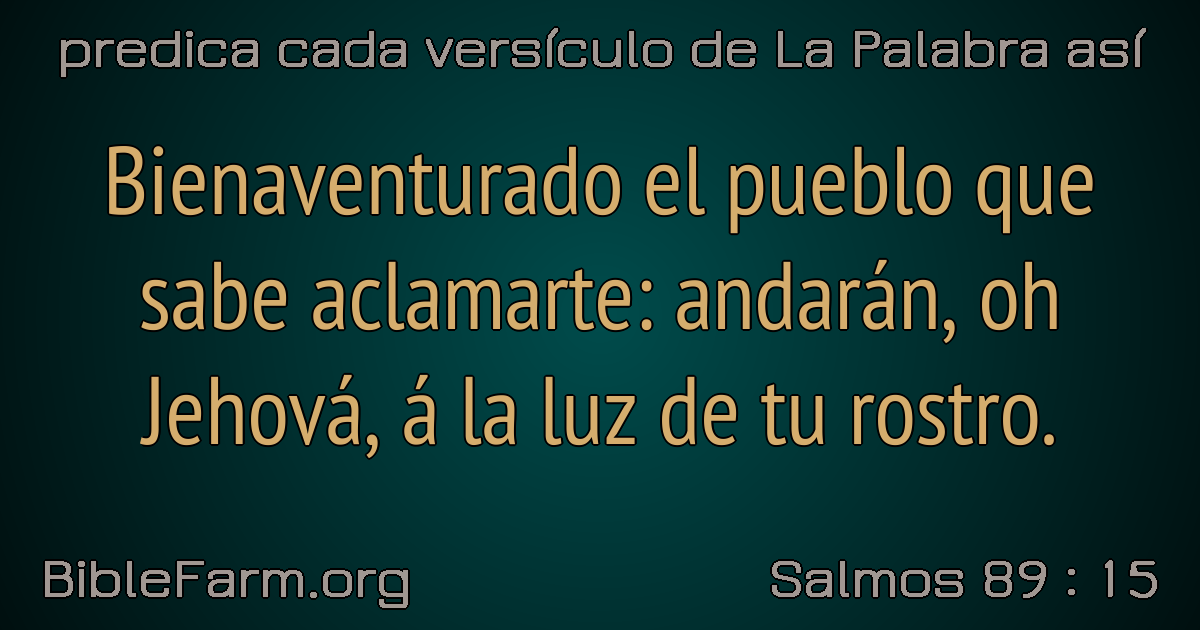 predica cada versículo de La Palabra así
Bienaventurado el pueblo que
sabe aclamarte: andarán, oh
Jehová, á la luz de tu rostro.
BibleFarm.org
Salmos 89 : 15